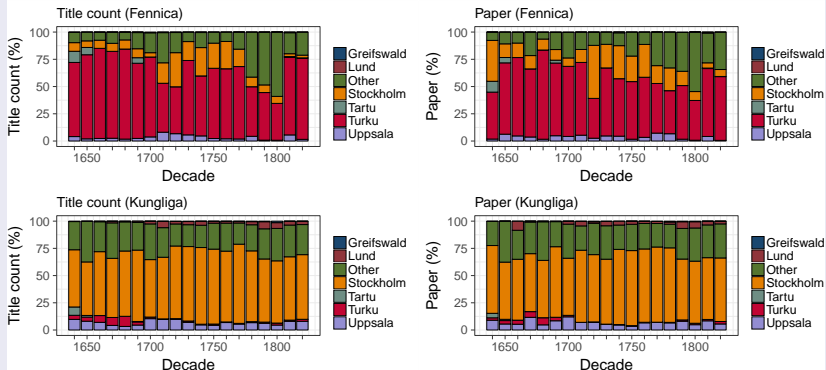 Title count (Fennica)
Title count (%)
100
75
50
25
0
1650
1700
1750
1800
Decade
Greifswald
Lund
Other
Stockholm
Tartu
Turku
Uppsala
Paper (Fennica)
Paper (%)
100
75
50
25
0
1650
1700
1750
1800
Decade
Greifswald
Lund
Other
Stockholm
Tartu
Turku
Uppsala
Title count (Kungliga)
Title count (%)
100
75
50
25
0
1650
1700
1750
1800
Decade
Greifswald
Lund
Other
Stockholm
Tartu
Turku
Uppsala
Paper (Kungliga)
Paper (%)
100
75
50
25
0
1650
1700
1750
1800
Decade
Greifswald
Lund
Other
Stockholm
Tartu
Turku
Uppsala